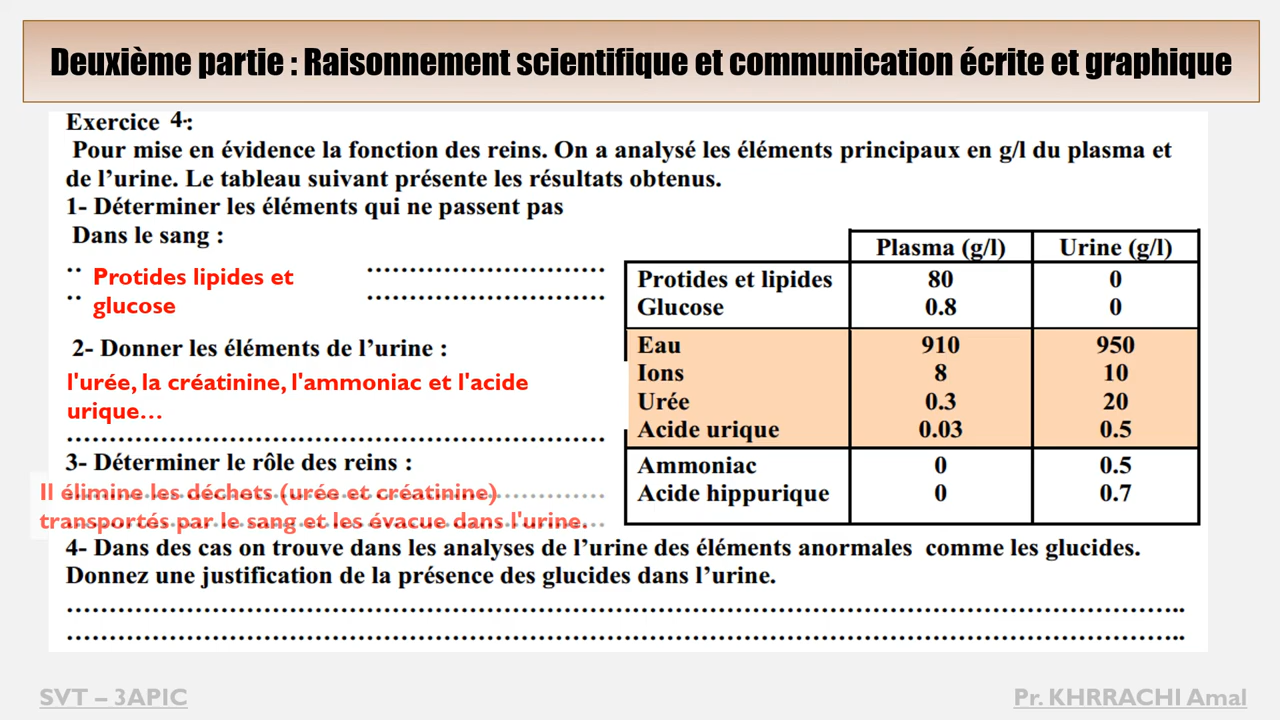 Deuxième partie : Raisonnement scientifique et communication écrite et graphique
Exercice 4 :
Pour mise en évidence la fonction des reins. On a analysé les éléments principaux en g/l du plasma et
de l'urine. Le tableau suivant présente les résultats obtenus.
1- Déterminer les éléments qui ne passent pas
Dans le sang :
.. Protides lipides et ............................
.. glucose ............................
2- Donner les éléments de l'urine :
l'urée, la créatinine, l'ammoniac et l'acide
urique…
................................................................
3- Déterminer le rôle des reins :
Il élimine les déchets (urée et créatinine)
transportés par le sang et les évacue dans l'urine.
Plasma (g/l) Urine (g/l)
Protides et lipides 80 0
Glucose 0.8 0
Eau 910 950
Ions 8 10
Urée 0.3 20
Acide urique 0.03 0.5
Ammoniac 0 0.5
Acide hippurique 0 0.7
4- Dans des cas on trouve dans les analyses de l'urine des éléments anormales comme les glucides.
Donnez une justification de la présence des glucides dans l'urine.
................................................................
................................................................
SVT – 3APIC
Pr. KHRRACHI Amal